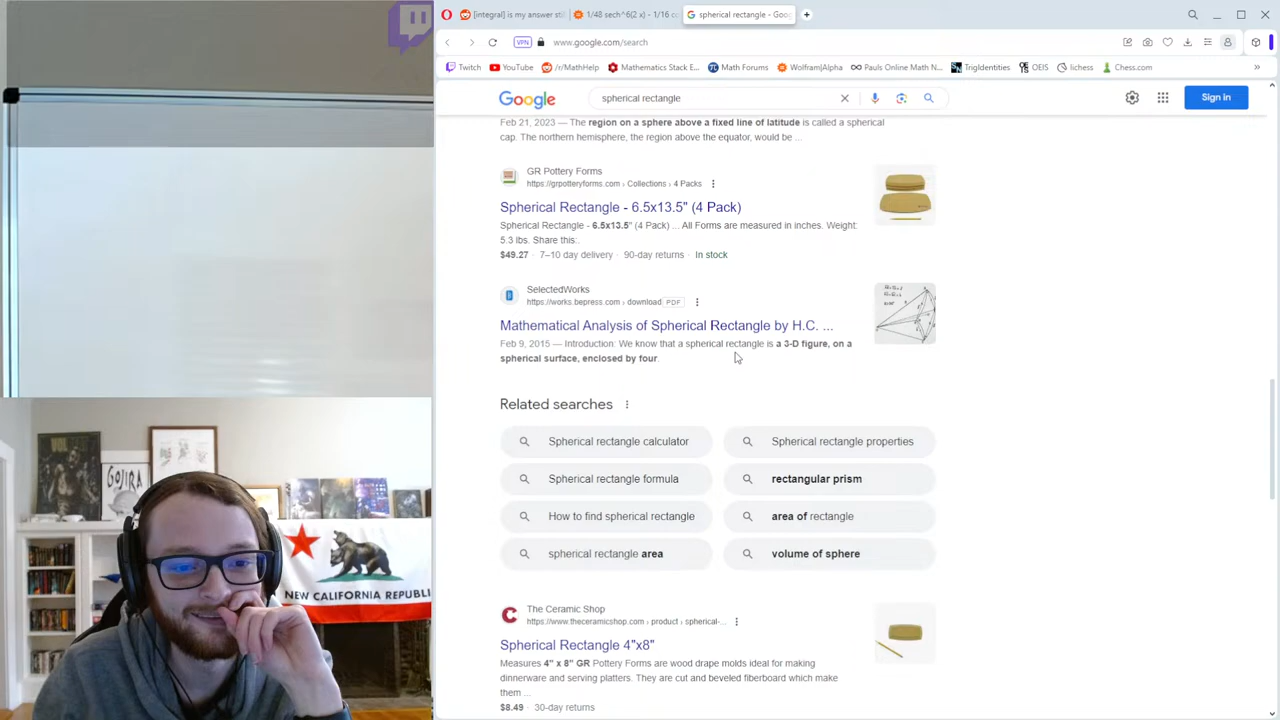 [integral] is my answer sti
1/48 sech^6(2 x) - 1/16 co
spherical rectangle - Goo
VPN
www.google.com/search
Twitch
YouTube
/r/MathHelp
Mathematics Stack E...
Math Forums
Wolfram|Alpha
Pauls Online Math N...
TrigIdentities
OEIS
lichess
Chess.com
»
Google
spherical rectangle
Sign in
Feb 21, 2023 — The region on a sphere above a fixed line of latitude is called a spherical
cap. The northern hemisphere, the region above the equator, would be ...
GR Pottery Forms
https://grpotteryforms.com › Collections › 4 Packs
Spherical Rectangle - 6.5x13.5" (4 Pack)
Spherical Rectangle - 6.5x13.5" (4 Pack) ... All Forms are measured in inches. Weight:
5.3 lbs. Share this:.
$49.27 · 7–10 day delivery · 90-day returns · In stock
SelectedWorks
https://works.bepress.com › download PDF
Mathematical Analysis of Spherical Rectangle by H.C. ...
Feb 9, 2015 — Introduction: We know that a spherical rectangle is a 3-D figure, on a
spherical surface, enclosed by four.
Related searches
Spherical rectangle calculator
Spherical rectangle properties
Spherical rectangle formula
rectangular prism
How to find spherical rectangle
area of rectangle
spherical rectangle area
volume of sphere
The Ceramic Shop
https://www.theceramicshop.com › product › spherical-...
Spherical Rectangle 4"x8"
Measures 4" x 8" GR Pottery Forms are wood drape molds ideal for making
dinnerware and serving platters. They are cut and beveled fiberboard which make
them ...
$8.49 · 30-day returns
GOJIRA
NEW CALIFORNIA REPUBLI